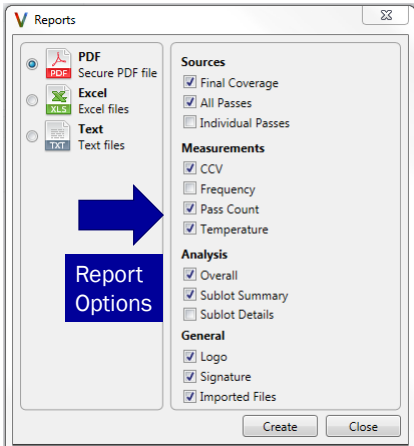 Reports
PDF
PDF
Secure PDF file
XLS
Excel
Excel files
TXT
Text
Text files
Report
Options
Sources
Final Coverage
All Passes
Individual Passes
Measurements
CCV
Frequency
Pass Count
Temperature
Analysis
Overall
Sublot Summary
Sublot Details
General
Logo
Signature
Imported Files
Create
Close